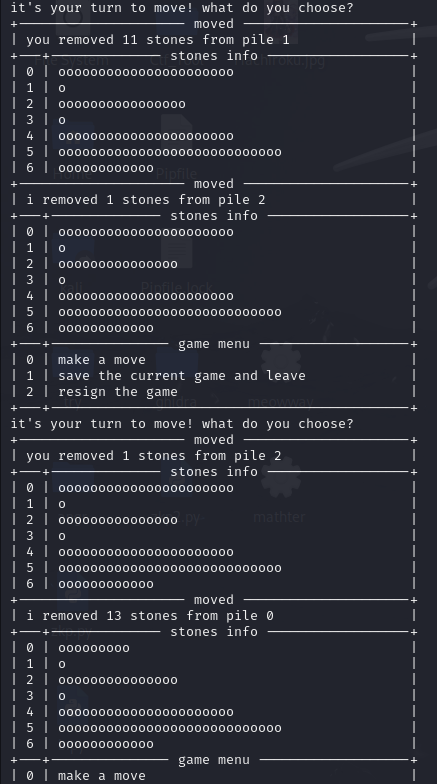 it's your turn to move! what do you choose?
moved
you removed 11 stones from pile 1
stones info
0 | oooooooooooooooooooooo
1 | o
2 | oooooooooooooooo
3 | o
4 | oooooooooooooooooooooo
5 | oooooooooooooooooooooooooooo
6 | oooooooooooo
moved
i removed 1 stones from pile 2
stones info
0 | oooooooooooooooooooooo
1 | o
2 | ooooooooooooooo
3 | o
4 | oooooooooooooooooooooo
5 | oooooooooooooooooooooooooooo
6 | oooooooooooo
game menu
0 | make a move
1 | save the current game and leave
2 | resign the game
it's your turn to move! what do you choose?
moved
you removed 1 stones from pile 2
stones info
0 | oooooooooooooooooooooo
1 | o
2 | ooooooooooooooo
3 | o
4 | oooooooooooooooooooooo
5 | oooooooooooooooooooooooooooo
6 | oooooooooooo
moved
i removed 13 stones from pile 0
stones info
0 | ooooooooo
1 | o
2 | ooooooooooooooo
3 | o
4 | oooooooooooooooooooooo
5 | oooooooooooooooooooooooooooo
6 | oooooooooooo
game menu
0 | make a move